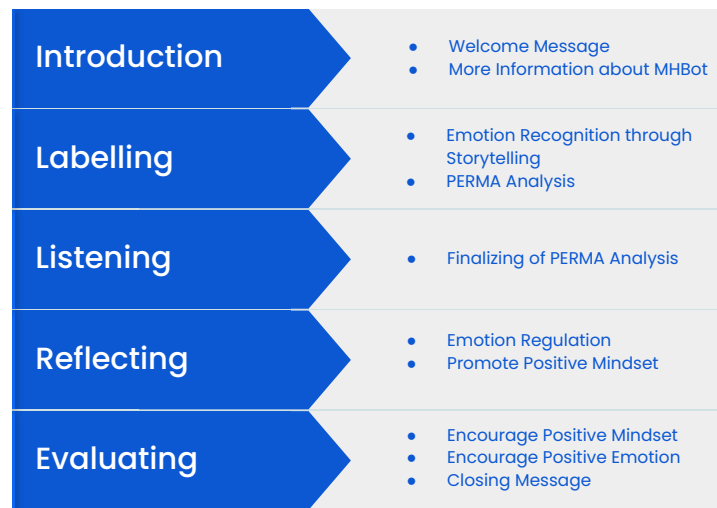 Introduction
● Welcome Message
● More Information about MHBot
Labelling
● Emotion Recognition through
Storytelling
● PERMA Analysis
Listening
● Finalizing of PERMA Analysis
Reflecting
● Emotion Regulation
● Promote Positive Mindset
Evaluating
● Encourage Positive Mindset
● Encourage Positive Emotion
● Closing Message